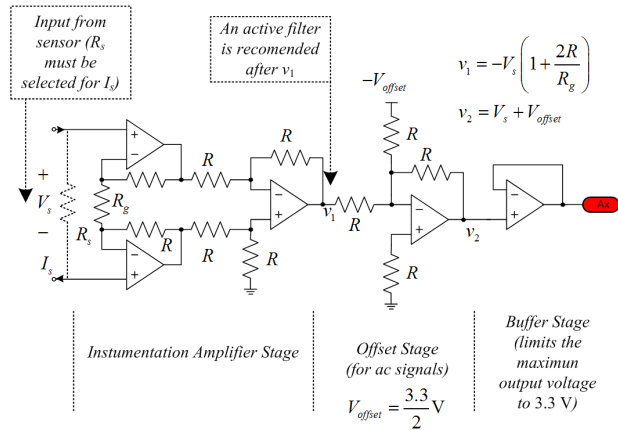 Input from
sensor (Rs
must be
selected for Is)
An active filter
is recomended
after v1
−Voffset
v1 = −Vs (1 + 2R / Rg)
v2 = Vs + Voffset
R
R
R
R
+
−
+
Vs
−
Rg
Rs
Is
R
R
R
−
+
−
+
v1
R
−
+
R
v2
−
+
Ax
Instumentation Amplifier Stage
Offset Stage
(for ac signals)
Voffset = 3.3 / 2 V
Buffer Stage
(limits the
maximun
output voltage
to 3.3 V)